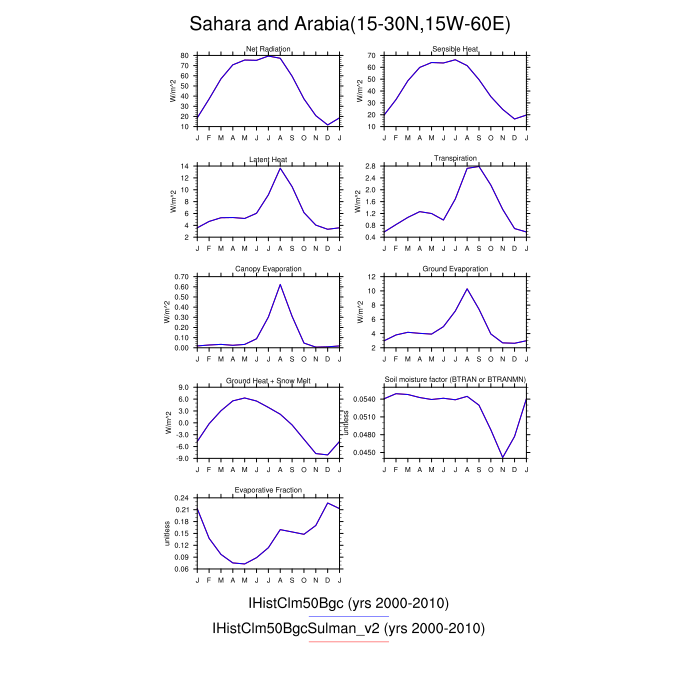 Sahara and Arabia(15-30N,15W-60E)
Net Radiation
W/m^2
80
70
60
50
40
30
20
10
J F M A M J J A S O N D J
Sensible Heat
W/m^2
70
60
50
40
30
20
10
J F M A M J J A S O N D J
Latent Heat
W/m^2
14
12
10
8
6
4
2
J F M A M J J A S O N D J
Transpiration
W/m^2
2.8
2.4
2.0
1.6
1.2
0.8
0.4
J F M A M J J A S O N D J
Canopy Evaporation
W/m^2
0.70
0.60
0.50
0.40
0.30
0.20
0.10
0.00
J F M A M J J A S O N D J
Ground Evaporation
W/m^2
12
10
8
6
4
2
J F M A M J J A S O N D J
Ground Heat + Snow Melt
W/m^2
9.0
6.0
3.0
0.0
-3.0
-6.0
-9.0
J F M A M J J A S O N D J
Soil moisture factor (BTRAN or BTRANMN)
unitless
0.0540
0.0510
0.0480
0.0450
J F M A M J J A S O N D J
Evaporative Fraction
unitless
0.24
0.21
0.18
0.15
0.12
0.09
0.06
J F M A M J J A S O N D J
IHistClm50Bgc (yrs 2000-2010)
IHistClm50BgcSulman_v2 (yrs 2000-2010)